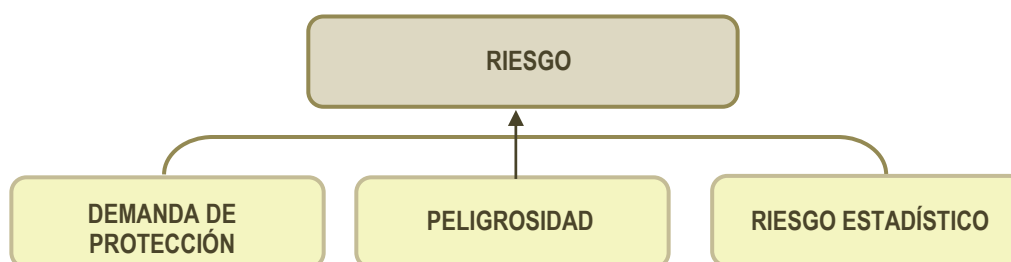 RIESGO
DEMANDA DE
PROTECCIÓN
PELIGROSIDAD
RIESGO ESTADÍSTICO